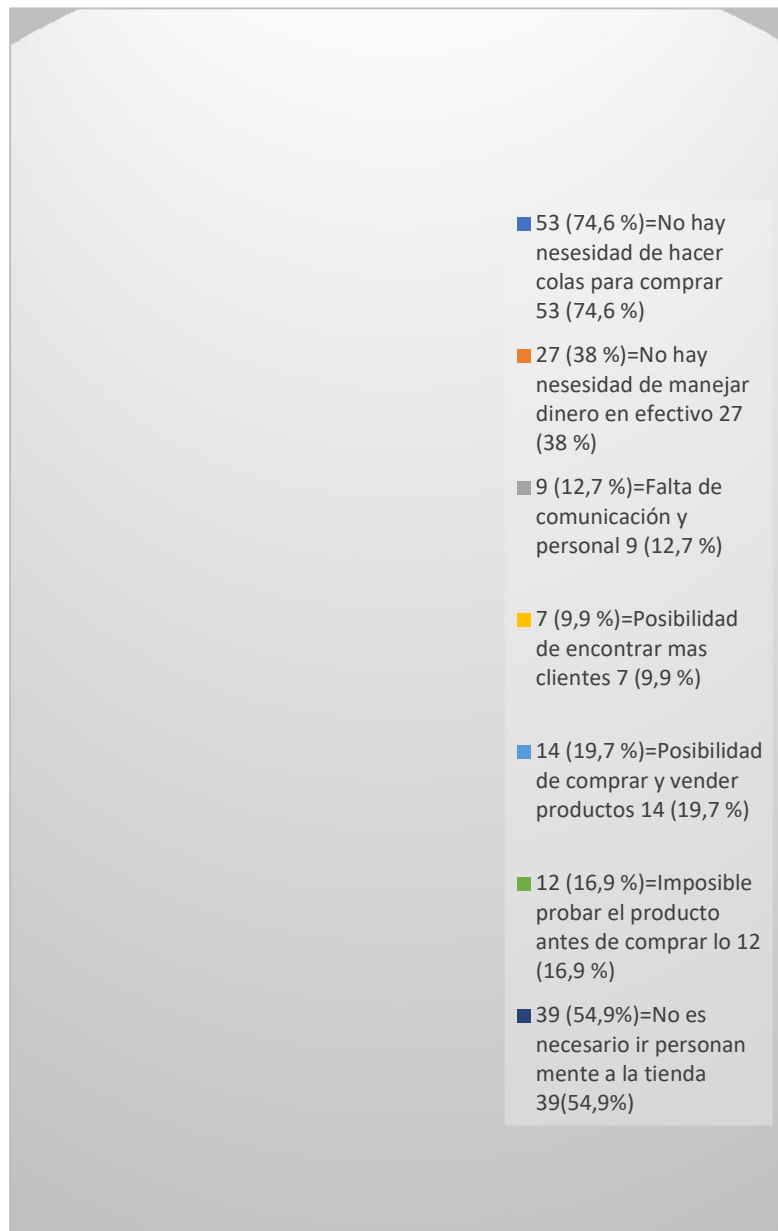 53 (74,6 %)=No hay
nesesidad de hacer
colas para comprar
53 (74,6 %)
27 (38 %)=No hay
nesesidad de manejar
dinero en efectivo 27
(38 %)
9 (12,7 %)=Falta de
comunicación y
personal 9 (12,7 %)
7 (9,9 %)=Posibilidad
de encontrar mas
clientes 7 (9,9 %)
14 (19,7 %)=Posibilidad
de comprar y vender
productos 14 (19,7 %)
12 (16,9 %)=Imposible
probar el producto
antes de comprar lo 12
(16,9 %)
39 (54,9%)=No es
necesario ir personan
mente a la tienda
39(54,9%)